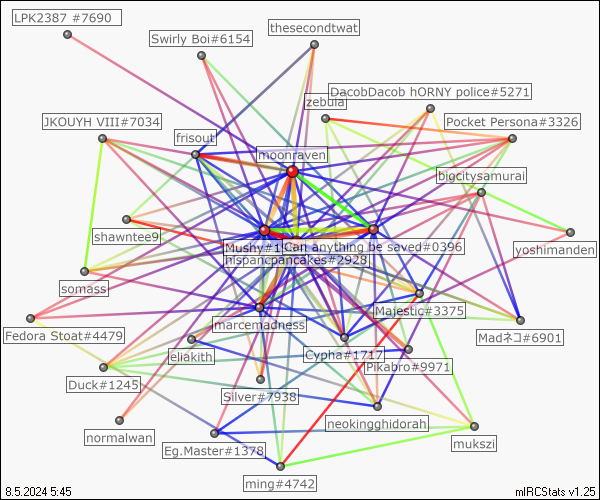 LPK2387 #7690
thesecondtwat
Swirly Boi#6154
DacobDacob hORNY police#5271
zebula
JKOUYH VIII#7034
Pocket Persona#3326
frisout
moonraven
bigcitysamurai
shawntee9
Mushy#1
Can anything be saved#0396
yoshimanden
hispancpancakes#2928
somass
Majestic#3375
marcemadness
Fedora Stoat#4479
Madネコ#6901
eliakith
Cypha#1717
Pikabro#9971
Duck#1245
Silver#7938
neokingghidorah
normalwan
mukszi
Eg.Master#1378
ming#4742
8.5.2024 5:45
mIRCStats v1.25